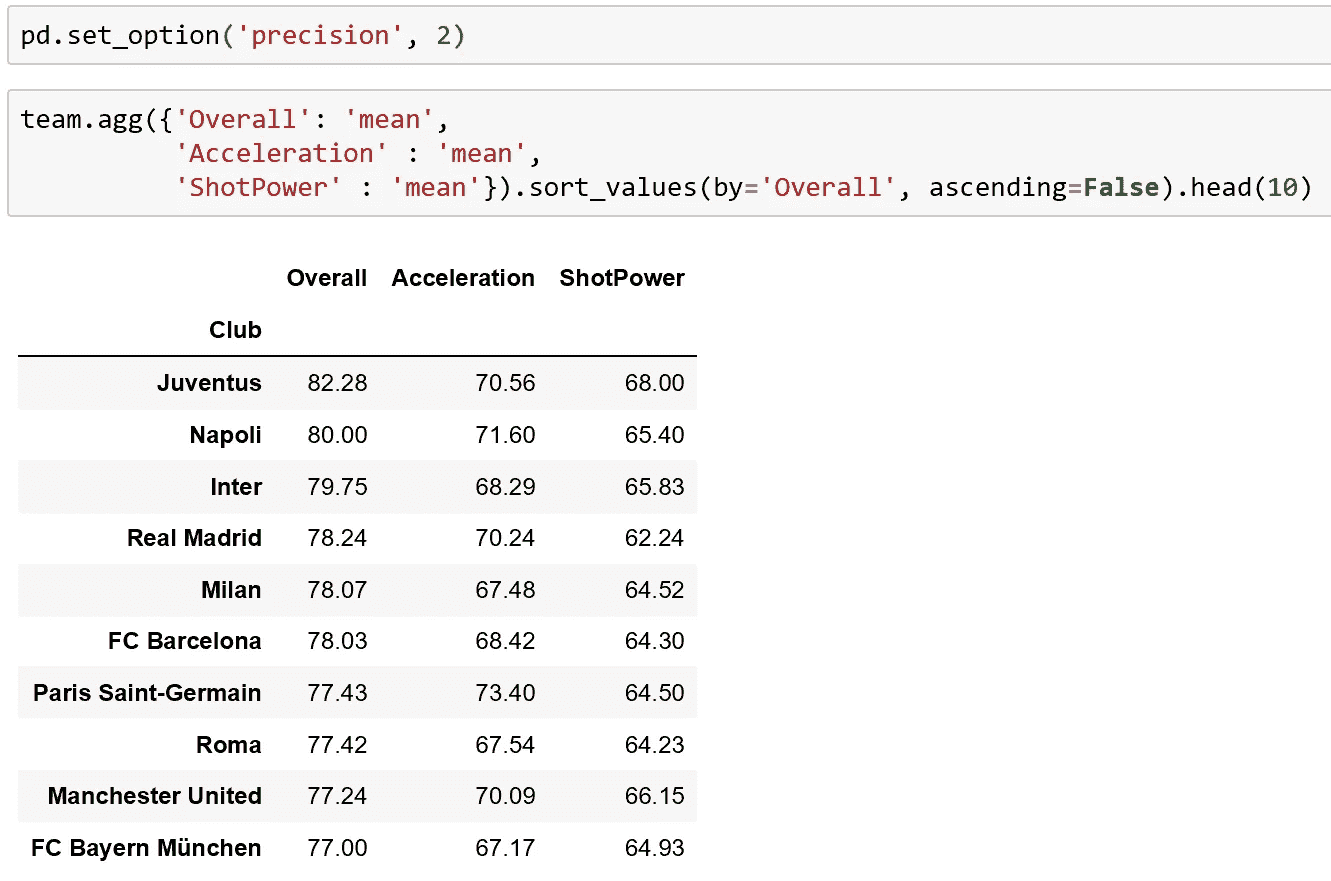 pd.set_option('precision', 2)
team.agg({'Overall': 'mean',
'Acceleration' : 'mean',
'ShotPower' : 'mean'}).sort_values(by='Overall', ascending=False).head(10)
Overall Acceleration ShotPower
Club
Juventus 82.28 70.56 68.00
Napoli 80.00 71.60 65.40
Inter 79.75 68.29 65.83
Real Madrid 78.24 70.24 62.24
Milan 78.07 67.48 64.52
FC Barcelona 78.03 68.42 64.30
Paris Saint-Germain 77.43 73.40 64.50
Roma 77.42 67.54 64.23
Manchester United 77.24 70.09 66.15
FC Bayern München 77.00 67.17 64.93